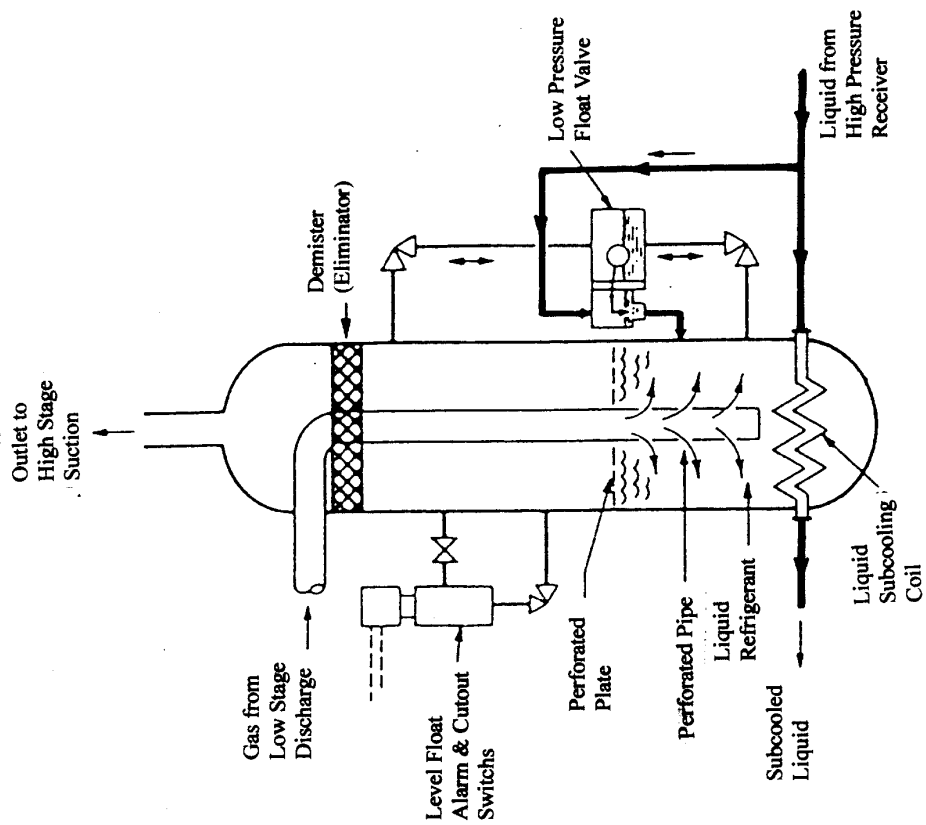 Outlet to
High Stage
Suction
Demister
(Eliminator)
Low Pressure
Float Valve
Liquid from
High Pressure
Receiver
Gas from
Low Stage
Discharge
Level Float
Alarm & Cutout
Switchs
Perforated
Plate
Perforated Pipe
Liquid
Refrigerant
Subcooled
Liquid
Liquid
Subcooling
Coil